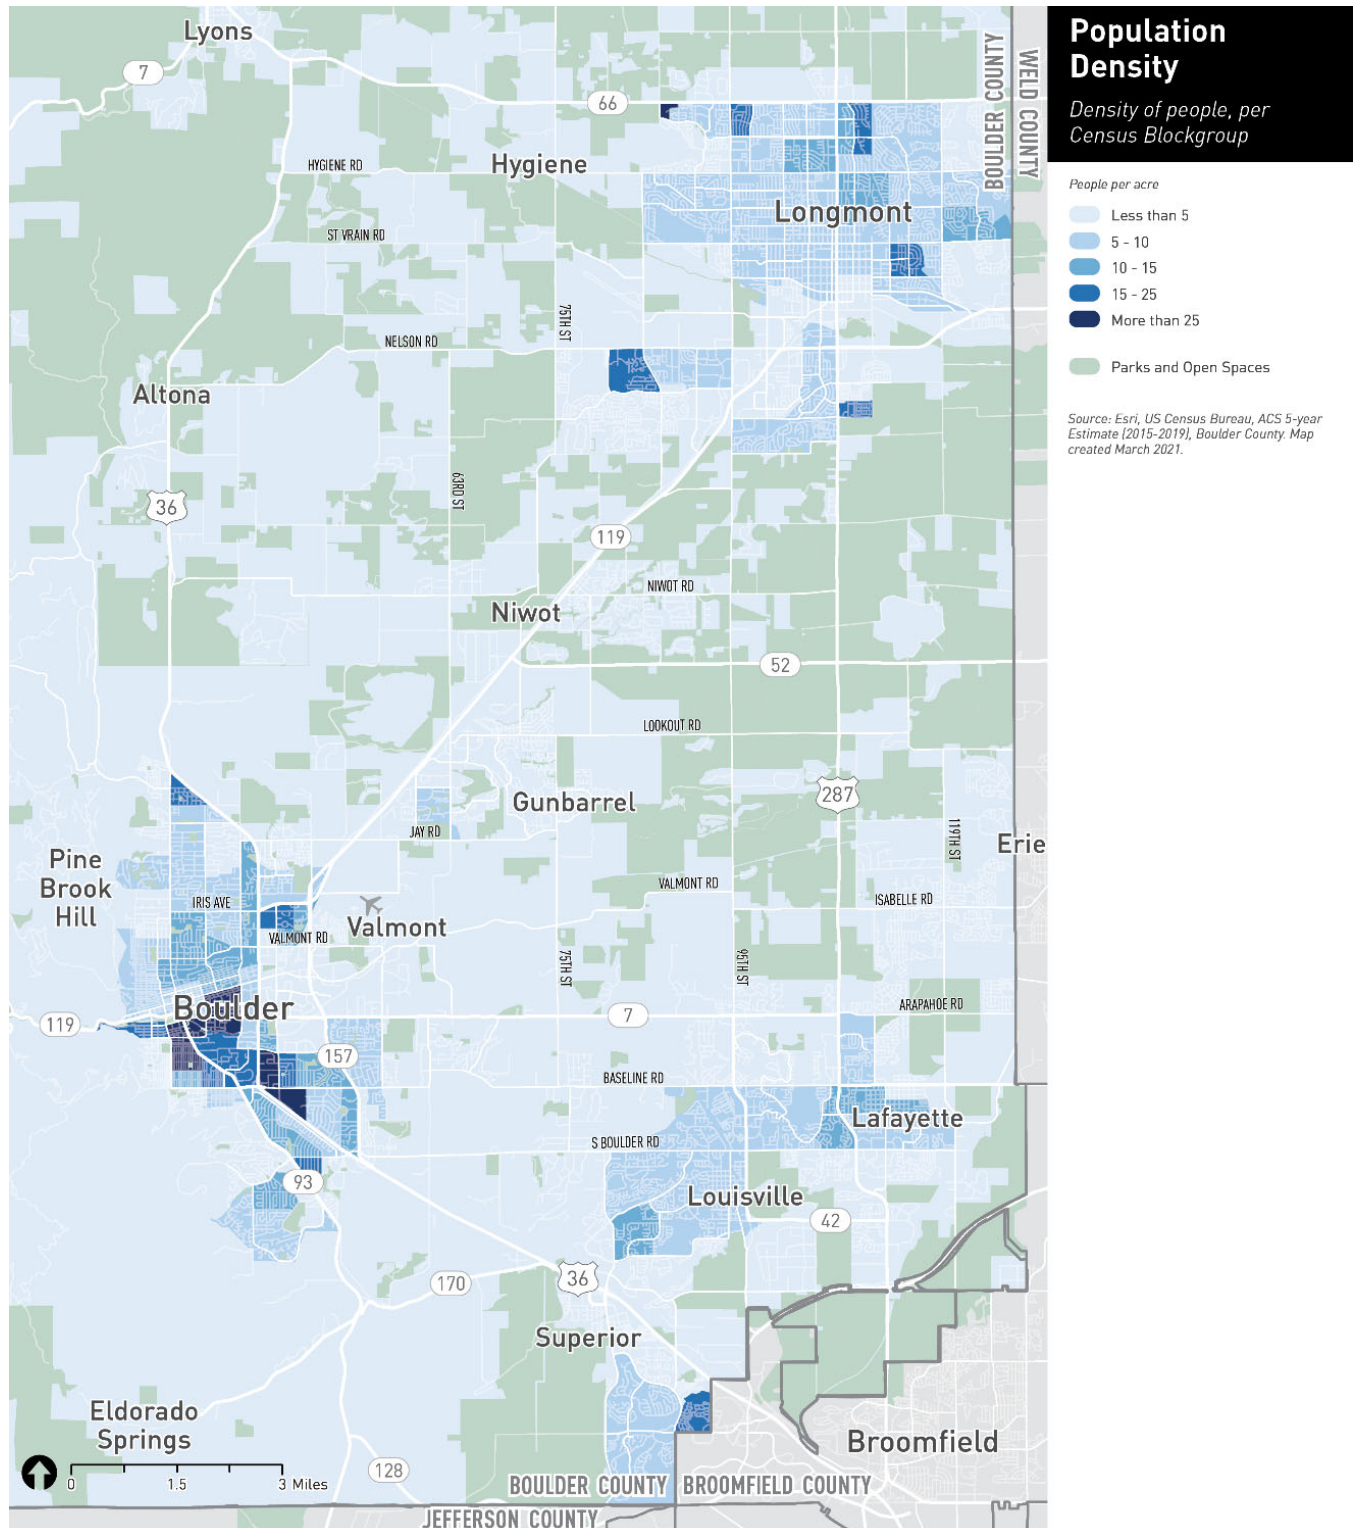 Population
Density
Density of people, per
Census Blockgroup
People per acre
Less than 5
5 - 10
10 - 15
15 - 25
More than 25
Parks and Open Spaces
Source: Esri, US Census Bureau, ACS 5-year
Estimate (2015-2019), Boulder County. Map
created March 2021.
Lyons
7
66
BOULDER COUNTY
WELD COUNTY
HYGIENE RD
Hygiene
Longmont
ST VRAIN RD
75TH ST
NELSON RD
Altona
63RD ST
36
119
NIWOT RD
Niwot
52
LOOKOUT RD
287
Gunbarrel
JAY RD
119TH ST
Erie
Pine
Brook
Hill
VALMONT RD
IRIS AVE
ISABELLE RD
Valmont
VALMONT RD
75TH ST
95TH ST
Boulder
ARAPAHOE RD
119
7
157
BASELINE RD
Lafayette
S BOULDER RD
93
Louisville
42
170
36
Superior
Eldorado
Springs
Broomfield
0
1.5
3 Miles
128
BOULDER COUNTY
BROOMFIELD COUNTY
JEFFERSON COUNTY